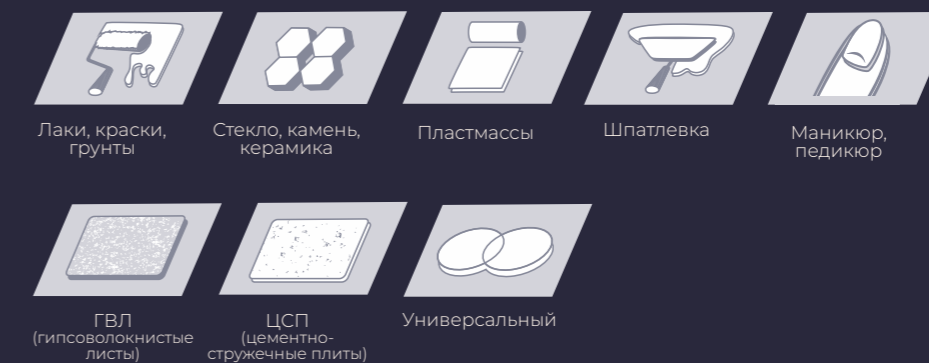 Лаки, краски,
грунты
Стекло, камень,
керамика
Пластмассы
Шпатлевка
Маникюр,
педикюр
ГВЛ
(гипсоволокнистые
листы)
ЦСП
(цементно-
стружечные плиты)
Универсальный